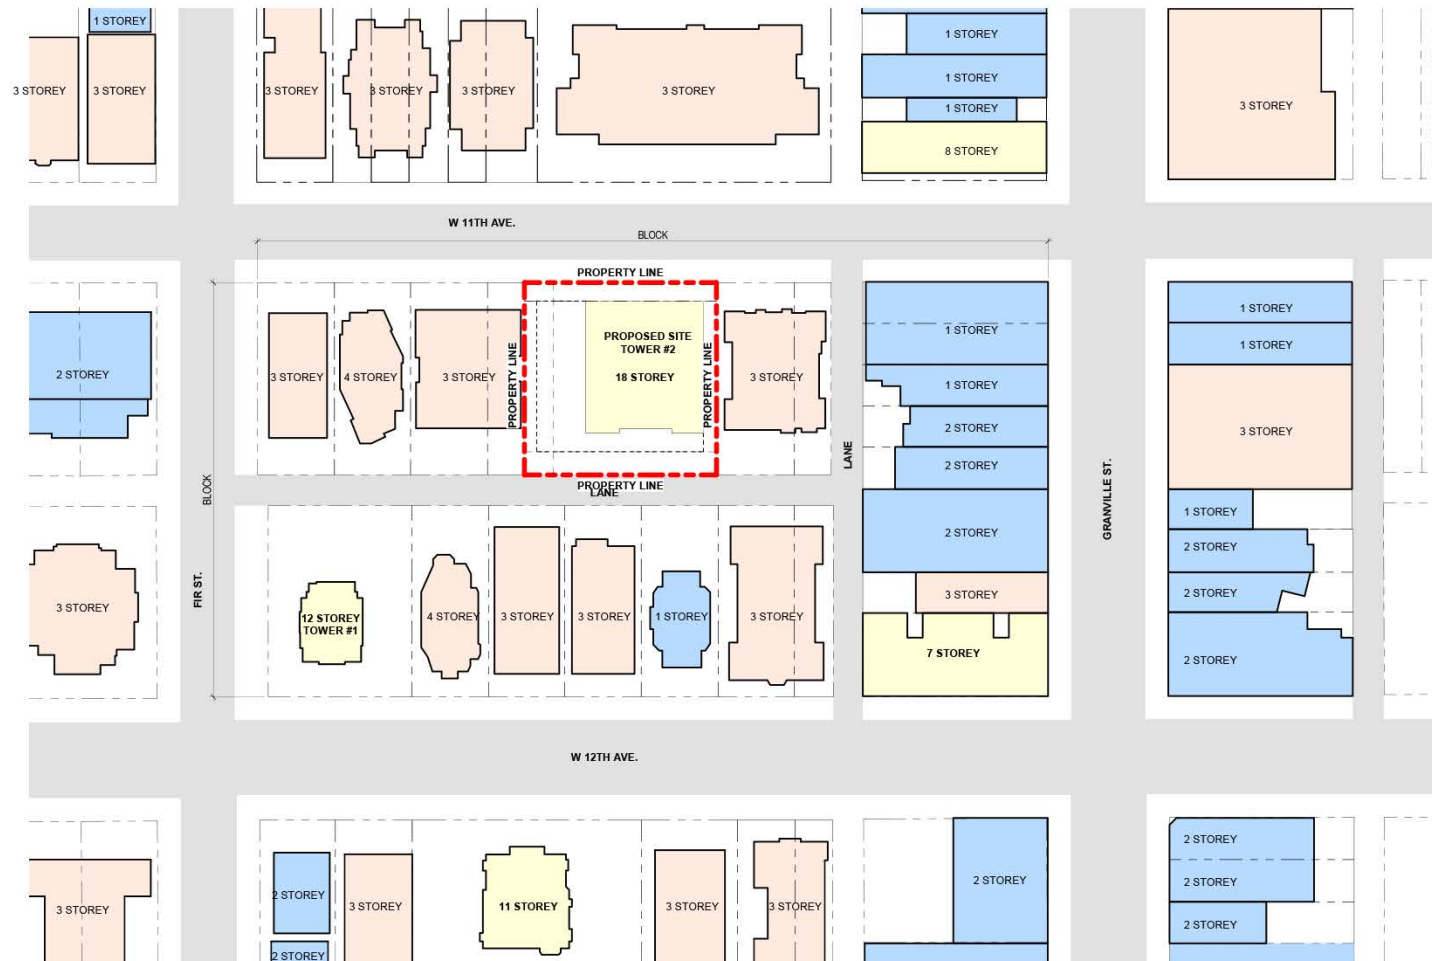 1 STOREY
3 STOREY
3 STOREY
3 STOREY
3 STOREY
3 STOREY
3 STOREY
1 STOREY
1 STOREY
1 STOREY
8 STOREY
3 STOREY
W 11TH AVE.
BLOCK
PROPERTY LINE
2 STOREY
BLOCK
3 STOREY
4 STOREY
3 STOREY
PROPERTY LINE
PROPOSED SITE
TOWER #2
18 STOREY
PROPERTY LINE
3 STOREY
PROPERTY LINE
LANE
LANE
1 STOREY
1 STOREY
2 STOREY
2 STOREY
2 STOREY
3 STOREY
7 STOREY
GRANVILLE ST.
1 STOREY
1 STOREY
3 STOREY
1 STOREY
2 STOREY
2 STOREY
2 STOREY
3 STOREY
FIR ST.
12 STOREY
TOWER #1
4 STOREY
3 STOREY
3 STOREY
1 STOREY
3 STOREY
W 12TH AVE.
3 STOREY
2 STOREY
2 STOREY
3 STOREY
11 STOREY
3 STOREY
3 STOREY
2 STOREY
2 STOREY
2 STOREY
2 STOREY